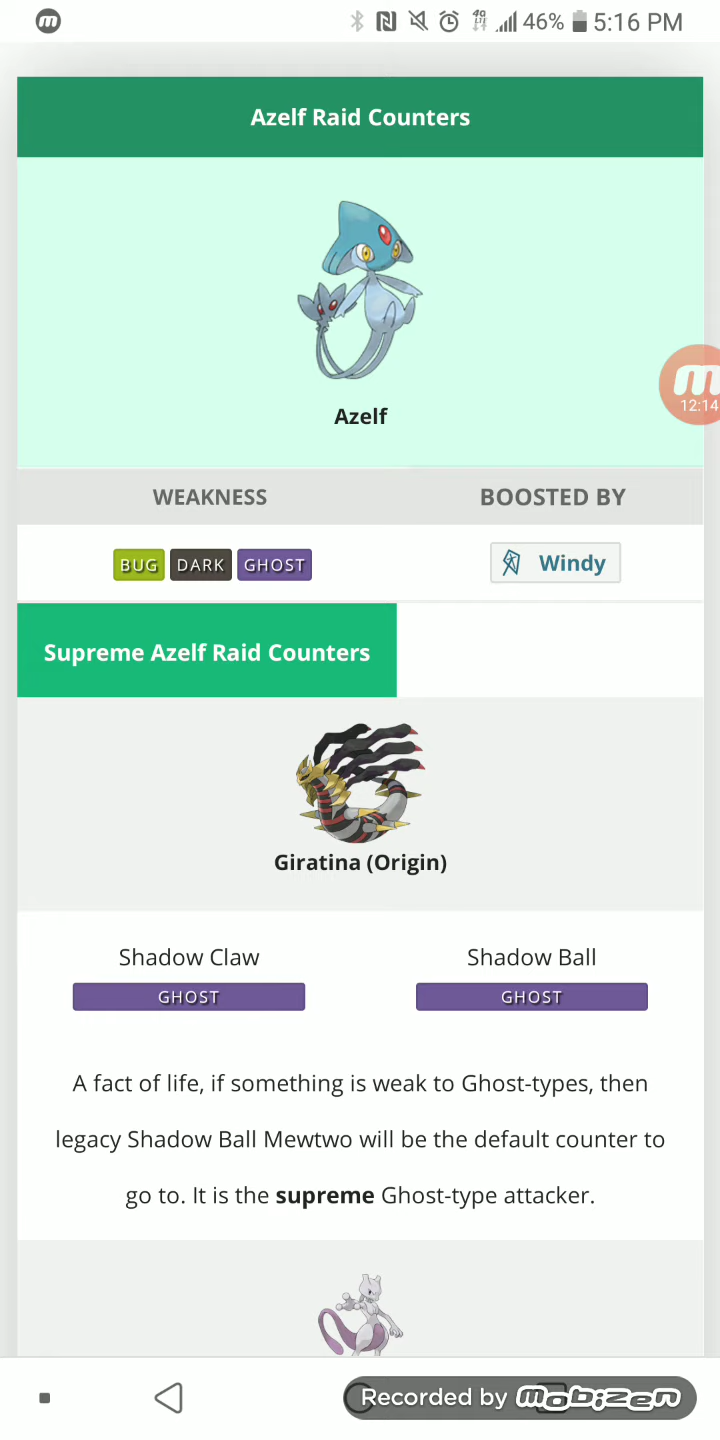 46% 5:16 PM
Azelf Raid Counters
12:14
Azelf
WEAKNESS
BOOSTED BY
BUG DARK GHOST
Windy
Supreme Azelf Raid Counters
Giratina (Origin)
Shadow Claw
Shadow Ball
GHOST
GHOST
A fact of life, if something is weak to Ghost-types, then
legacy Shadow Ball Mewtwo will be the default counter to
go to. It is the supreme Ghost-type attacker.
Recorded by mobizen